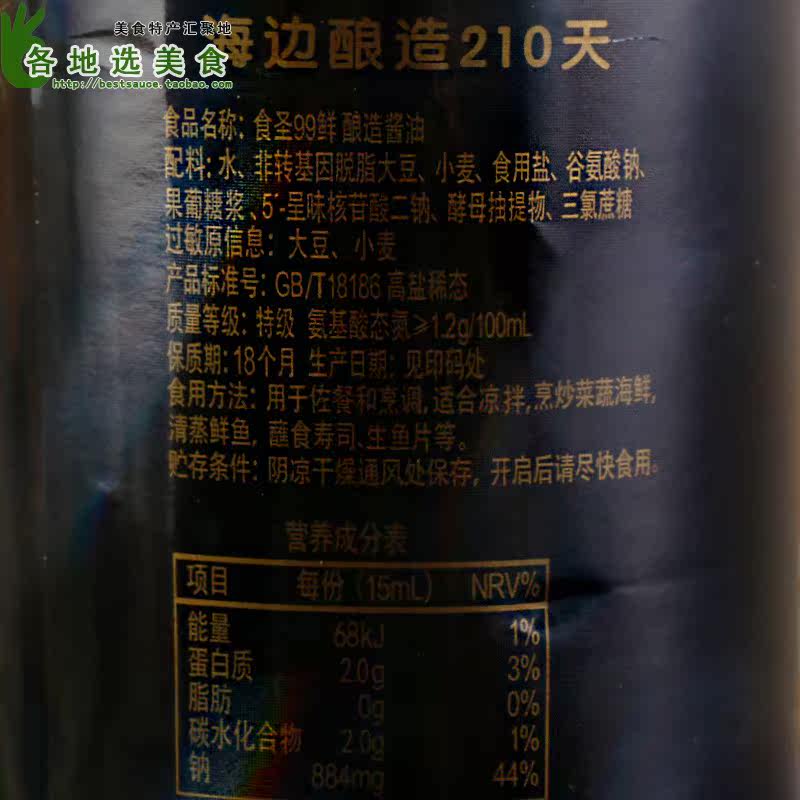 美食特产汇聚地
各地选美食
http://bestsauce.taobao.com
海边酿造210天
食品名称：食圣99鲜 酿造酱油
配料：水、非转基因脱脂大豆、小麦、食用盐、谷氨酸钠、
果葡糖浆、5′-呈味核苷酸二钠、酵母抽提物、三氯蔗糖
过敏原信息：大豆、小麦
产品标准号：GB/T18186 高盐稀态
质量等级：特级 氨基酸态氮≥1.2g/100mL
保质期：18个月 生产日期：见印码处
食用方法：用于佐餐和烹调，适合凉拌，烹炒菜蔬海鲜，
清蒸鲜鱼，蘸食寿司、生鱼片等。
贮存条件：阴凉干燥通风处保存，开启后请尽快食用。
营养成分表
项目 每份（15mL） NRV%
能量 68kJ 1%
蛋白质 2.0g 3%
脂肪 0g 0%
碳水化合物 2.0g 1%
钠 884mg 44%